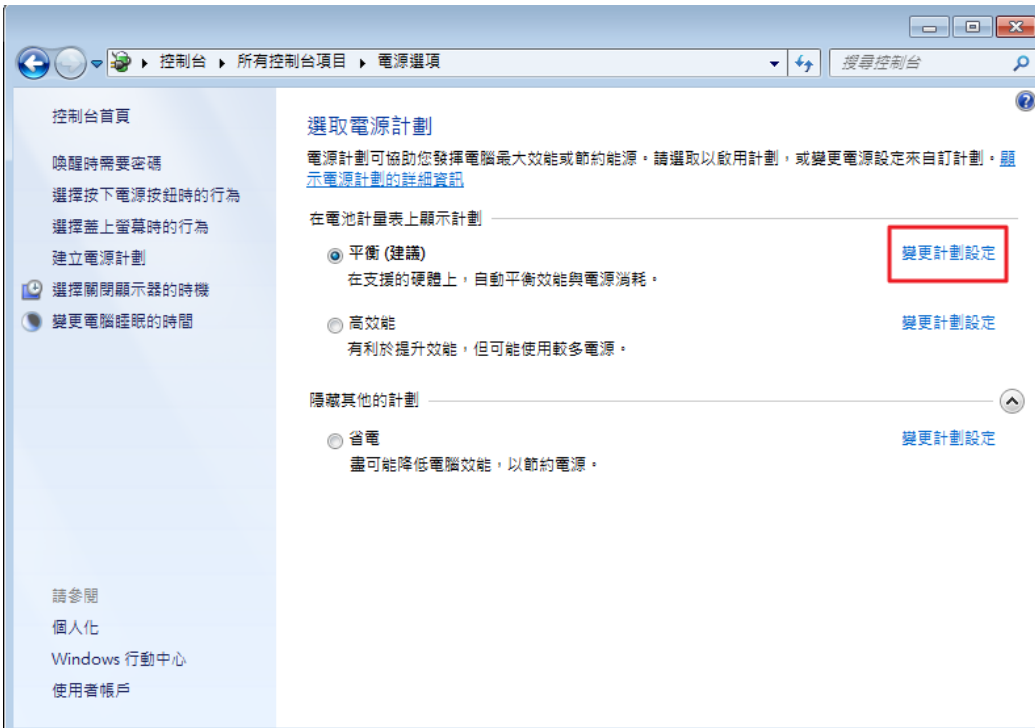 控制台 ▸ 所有控制台項目 ▸ 電源選項
搜尋控制台
控制台首頁
喚醒時需要密碼
選擇按下電源按鈕時的行為
選擇蓋上螢幕時的行為
建立電源計劃
選擇關閉顯示器的時機
變更電腦睡眠的時間
請參閱
個人化
Windows 行動中心
使用者帳戶
選取電源計劃
電源計劃可協助您發揮電腦最大效能或節約能源。請選取以啟用計劃，或變更電源設定來自訂計劃。顯
示電源計劃的詳細資訊
在電池計量表上顯示計劃
平衡 (建議) 變更計劃設定
在支援的硬體上，自動平衡效能與電源消耗。
高效能 變更計劃設定
有利於提升效能，但可能使用較多電源。
隱藏其他的計劃
省電 變更計劃設定
盡可能降低電腦效能，以節約電源。